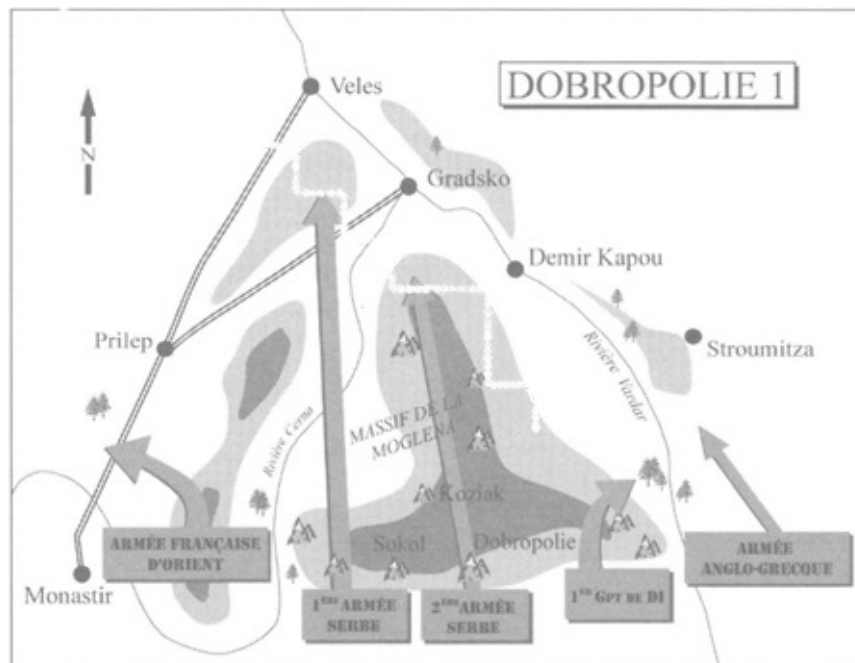 DOBROPOLIE 1
Veles
N
Gradsko
Demir Kapou
Prilep
Stroumitza
Rivière Vardar
Rivière Cerna
MASSIF DE LA
MOGLENA
Koziak
Sokol
Dobropolie
Monastir
ARMÉE FRANÇAISE
D'ORIENT
1ÈRE ARMÉE
SERBE
2ÈRE ARMÉE
SERBE
1ER GPT DE DI
ARMÉE
ANGLO-GRECQUE